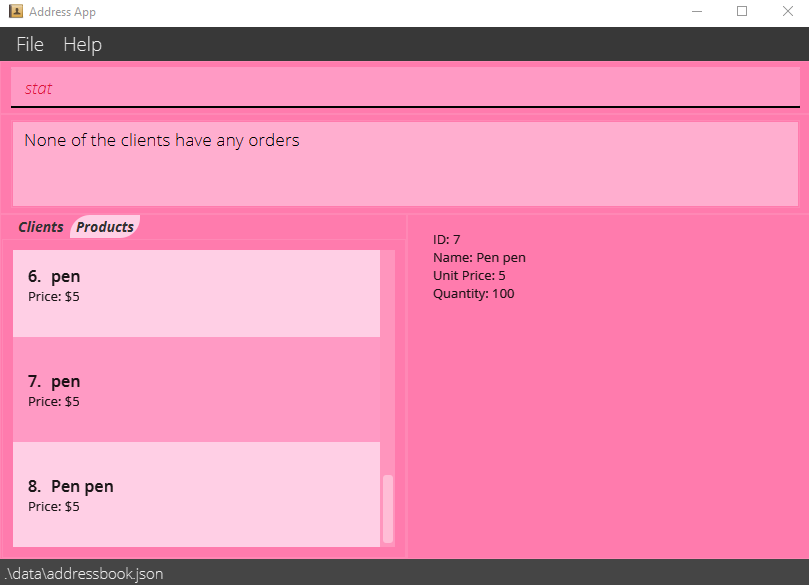 Address App
File Help
stat
None of the clients have any orders
Clients Products
6. pen
Price: $5
7. pen
Price: $5
8. Pen pen
Price: $5
ID: 7
Name: Pen pen
Unit Price: 5
Quantity: 100
.\data\addressbook.json